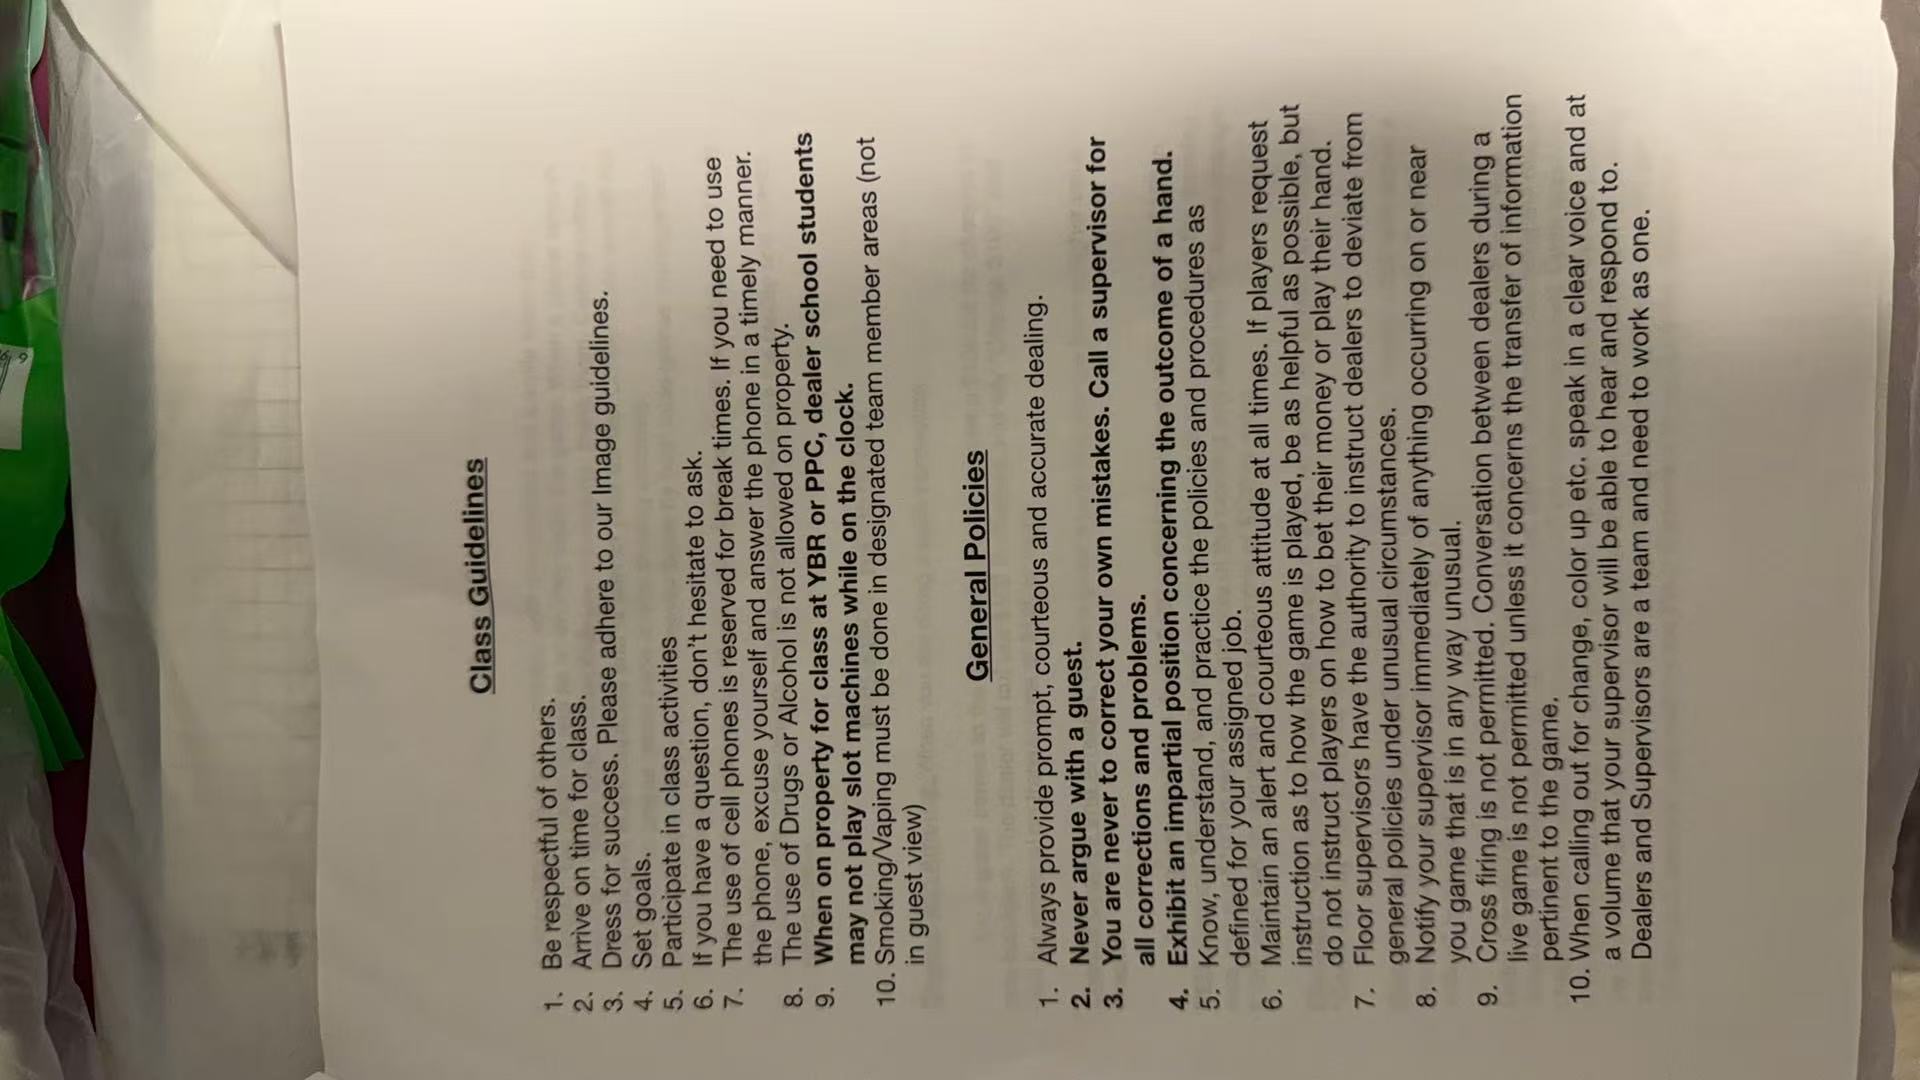 Class Guidelines
1. Be respectful of others.
2. Arrive on time for class.
3. Dress for success. Please adhere to our Image guidelines.
4. Set goals.
5. Participate in class activities
6. If you have a question, don't hesitate to ask.
7. The use of cell phones is reserved for break times. If you need to use
the phone, excuse yourself and answer the phone in a timely manner.
8. The use of Drugs or Alcohol is not allowed on property.
9. When on property for class at YBR or PPC, dealer school students
may not play slot machines while on the clock.
10. Smoking/Vaping must be done in designated team member areas (not
in guest view)
General Policies
1. Always provide prompt, courteous and accurate dealing.
2. Never argue with a guest.
3. You are never to correct your own mistakes. Call a supervisor for
all corrections and problems.
4. Exhibit an impartial position concerning the outcome of a hand.
5. Know, understand, and practice the policies and procedures as
defined for your assigned job.
6. Maintain an alert and courteous attitude at all times. If players request
instruction as to how the game is played, be as helpful as possible, but
do not instruct players on how to bet their money or play their hand.
7. Floor supervisors have the authority to instruct dealers to deviate from
general policies under unusual circumstances.
8. Notify your supervisor immediately of anything occurring on or near
you game that is in any way unusual.
9. Cross firing is not permitted. Conversation between dealers during a
live game is not permitted unless it concerns the transfer of information
pertinent to the game.
10. When calling out for change, color up etc. speak in a clear voice and at
a volume that your supervisor will be able to hear and respond to.
Dealers and Supervisors are a team and need to work as one.